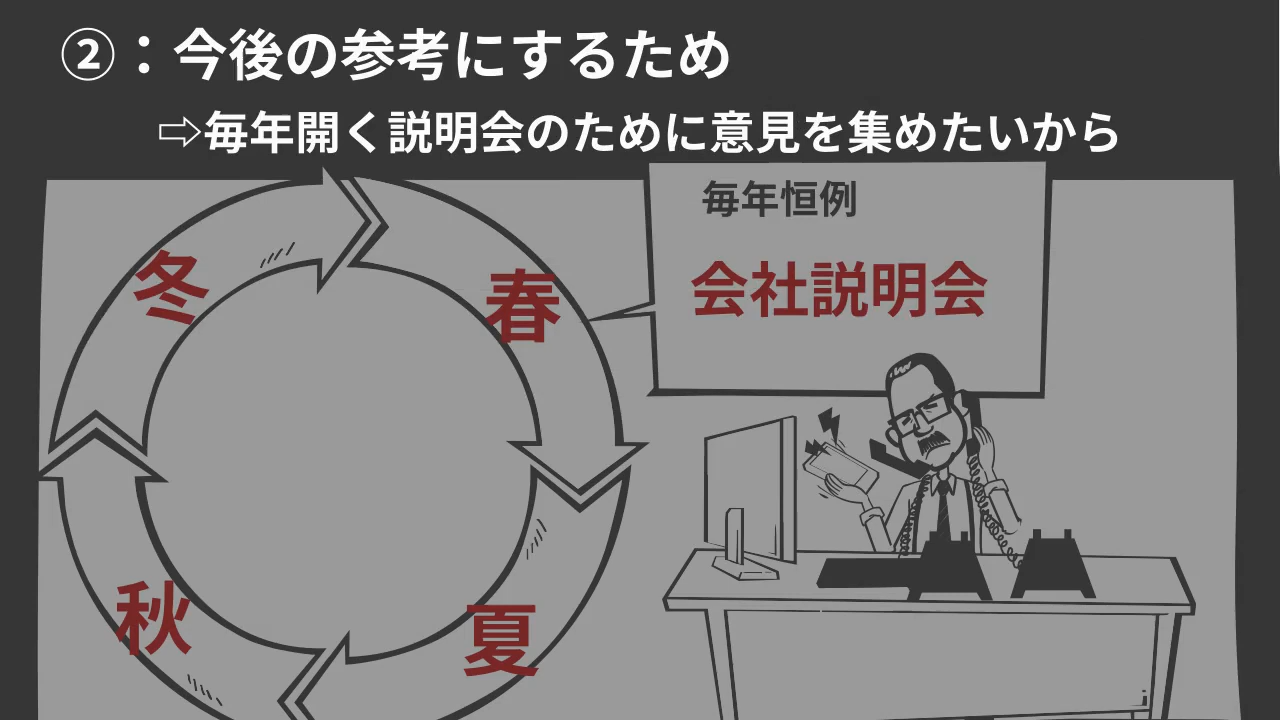 ②：今後の参考にするため
⇨毎年開く説明会のために意見を集めたいから
毎年恒例
会社説明会
冬
春
秋
夏